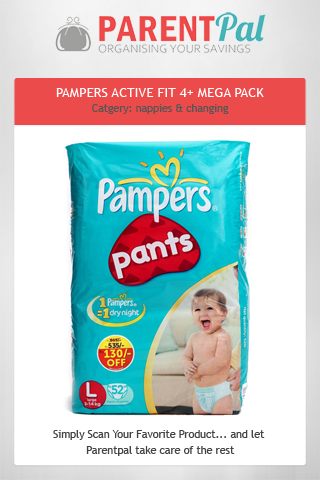 PARENTPal
ORGANISING YOUR SAVINGS
PAMPERS ACTIVE FIT 4+ MEGA PACK
Catgery: nappies & changing
Pampers
pants
1 Pampers
=1 dry night
535/-
130/-
OFF
L
large
52
Simply Scan Your Favorite Product... and let
Parentpal take care of the rest